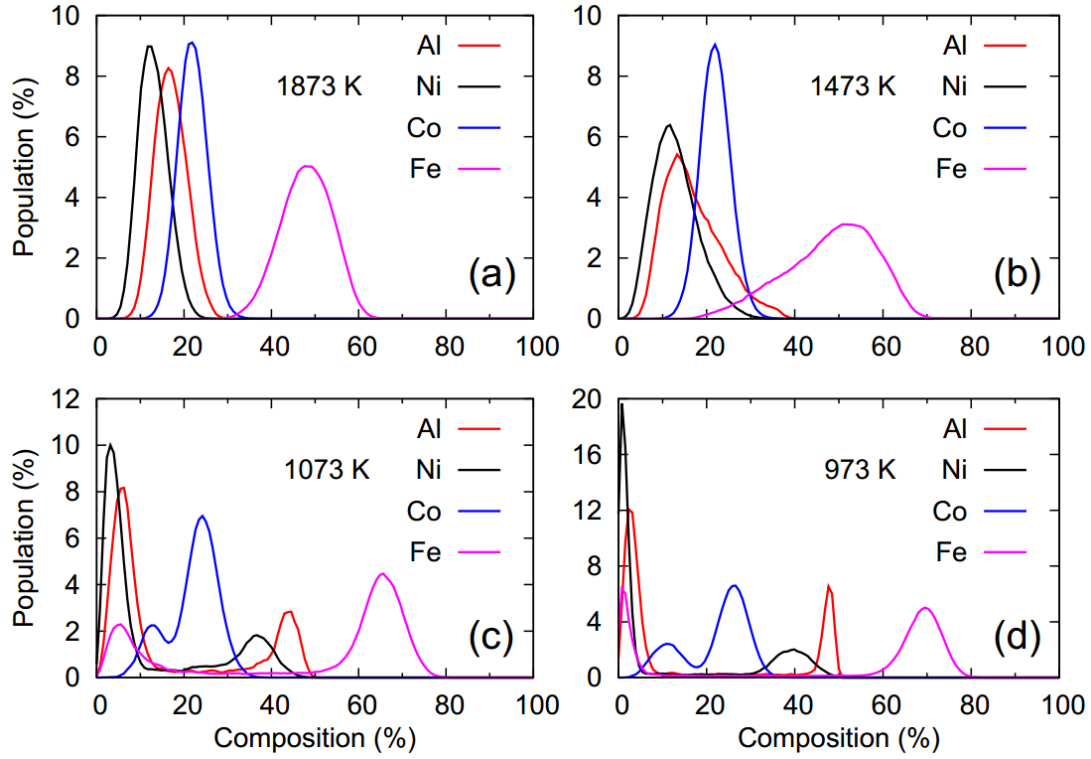 10
8
6
4
2
0
Population (%)
1873 K
Al
Ni
Co
Fe
(a)
0 20 40 60 80 100
10
8
6
4
2
0
1473 K
Al
Ni
Co
Fe
(b)
0 20 40 60 80 100
12
10
8
6
4
2
0
Population (%)
1073 K
Al
Ni
Co
Fe
(c)
0 20 40 60 80 100
Composition (%)
20
16
12
8
4
0
973 K
Al
Ni
Co
Fe
(d)
0 20 40 60 80 100
Composition (%)